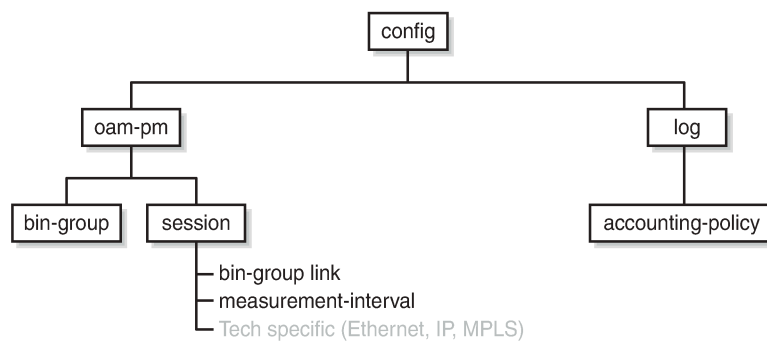 config
oam-pm
log
bin-group
session
accounting-policy
bin-group link
measurement-interval
Tech specific (Ethernet, IP, MPLS)